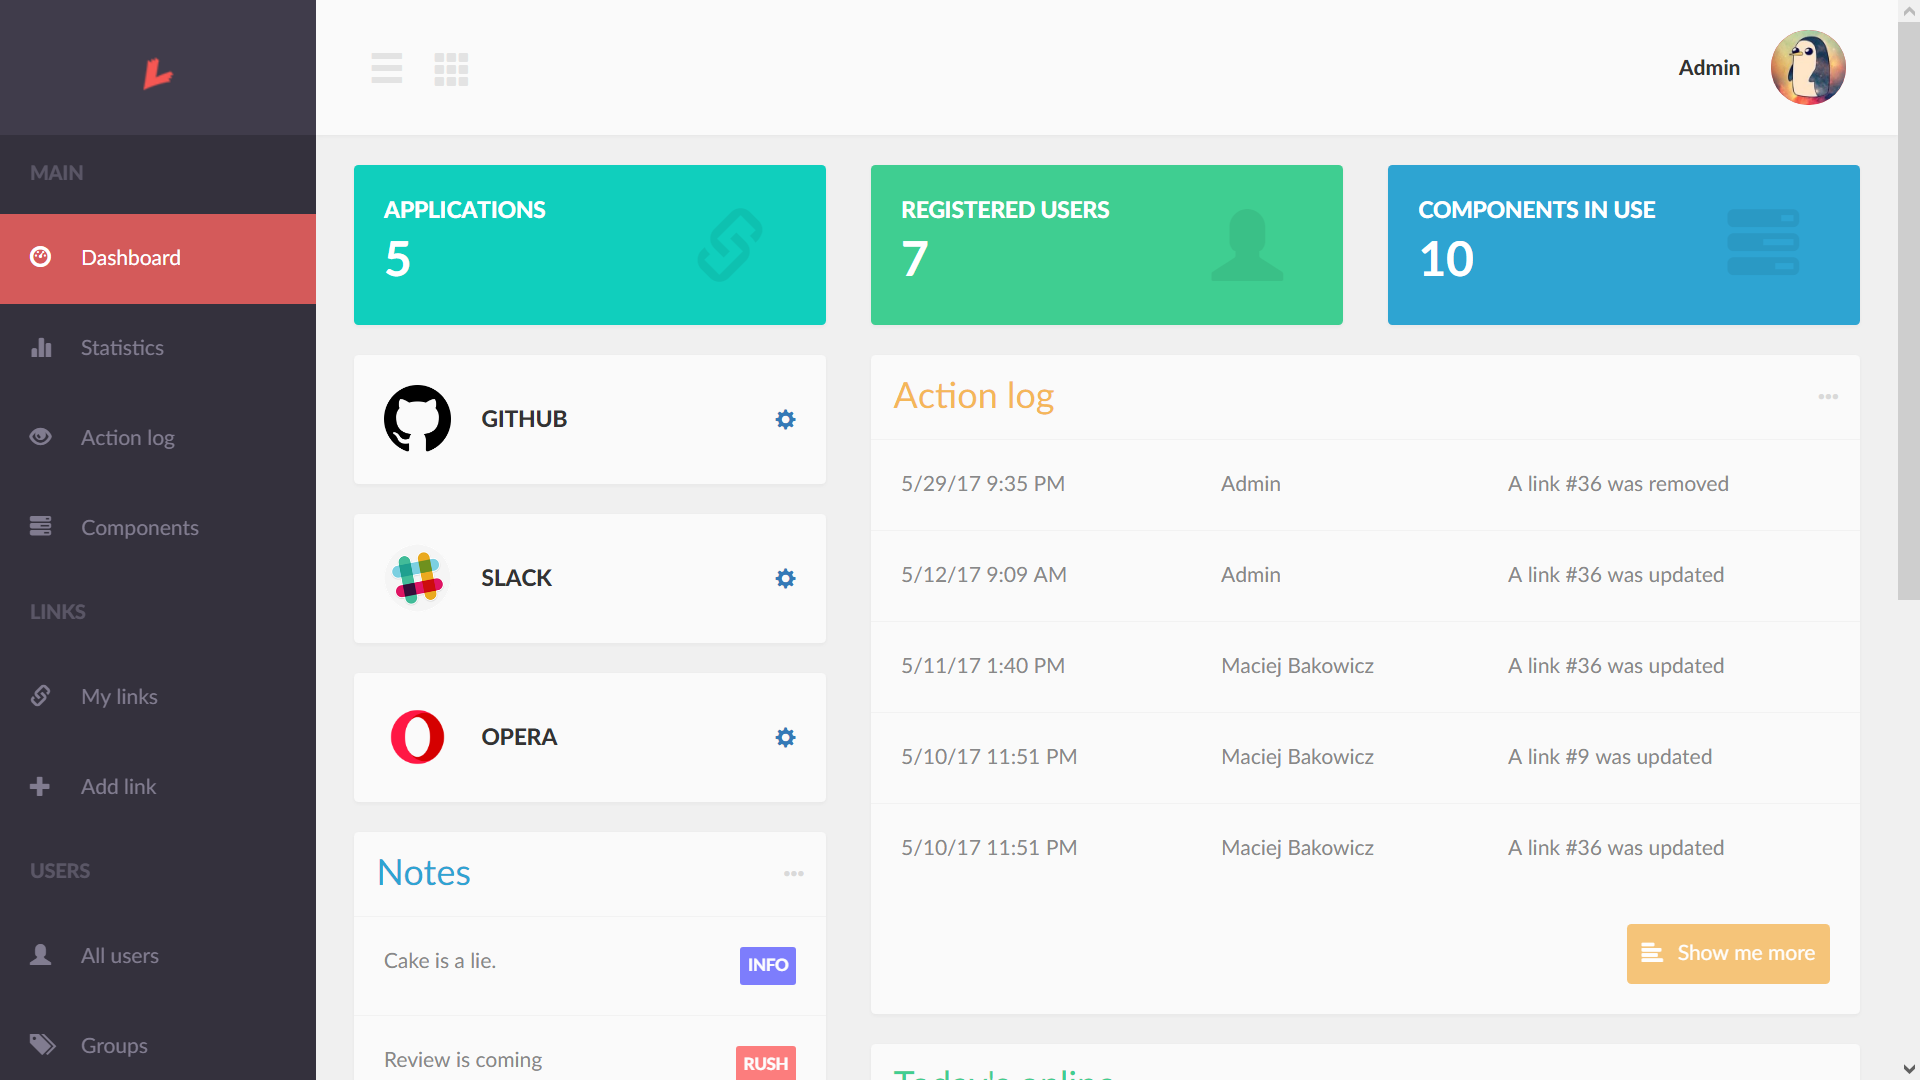 Admin
MAIN
Dashboard
Statistics
Action log
Components
LINKS
My links
Add link
USERS
All users
Groups
APPLICATIONS
5
REGISTERED USERS
7
COMPONENTS IN USE
10
GITHUB
SLACK
OPERA
Notes
Cake is a lie. INFO
Review is coming RUSH
Action log
5/29/17 9:35 PM Admin A link #36 was removed
5/12/17 9:09 AM Admin A link #36 was updated
5/11/17 1:40 PM Maciej Bakowicz A link #36 was updated
5/10/17 11:51 PM Maciej Bakowicz A link #9 was updated
5/10/17 11:51 PM Maciej Bakowicz A link #36 was updated
Show me more
Today's online